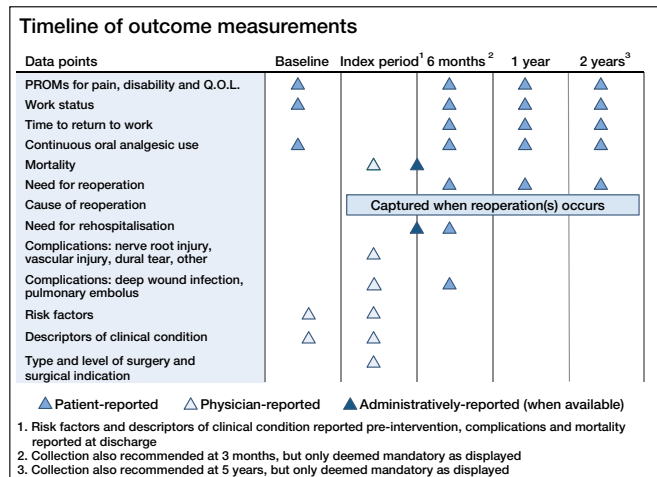 Timeline of outcome measurements
Data points Baseline Index period¹ 6 months² 1 year 2 years³
PROMs for pain, disability and Q.O.L.
Work status
Time to return to work
Continuous oral analgesic use
Mortality
Need for reoperation
Cause of reoperation Captured when reoperation(s) occurs
Need for rehospitalisation
Complications: nerve root injury,
vascular injury, dural tear, other
Complications: deep wound infection,
pulmonary embolus
Risk factors
Descriptors of clinical condition
Type and level of surgery and
surgical indication
Patient-reported Physician-reported Administratively-reported (when available)
1. Risk factors and descriptors of clinical condition reported pre-intervention, complications and mortality
reported at discharge
2. Collection also recommended at 3 months, but only deemed mandatory as displayed
3. Collection also recommended at 5 years, but only deemed mandatory as displayed